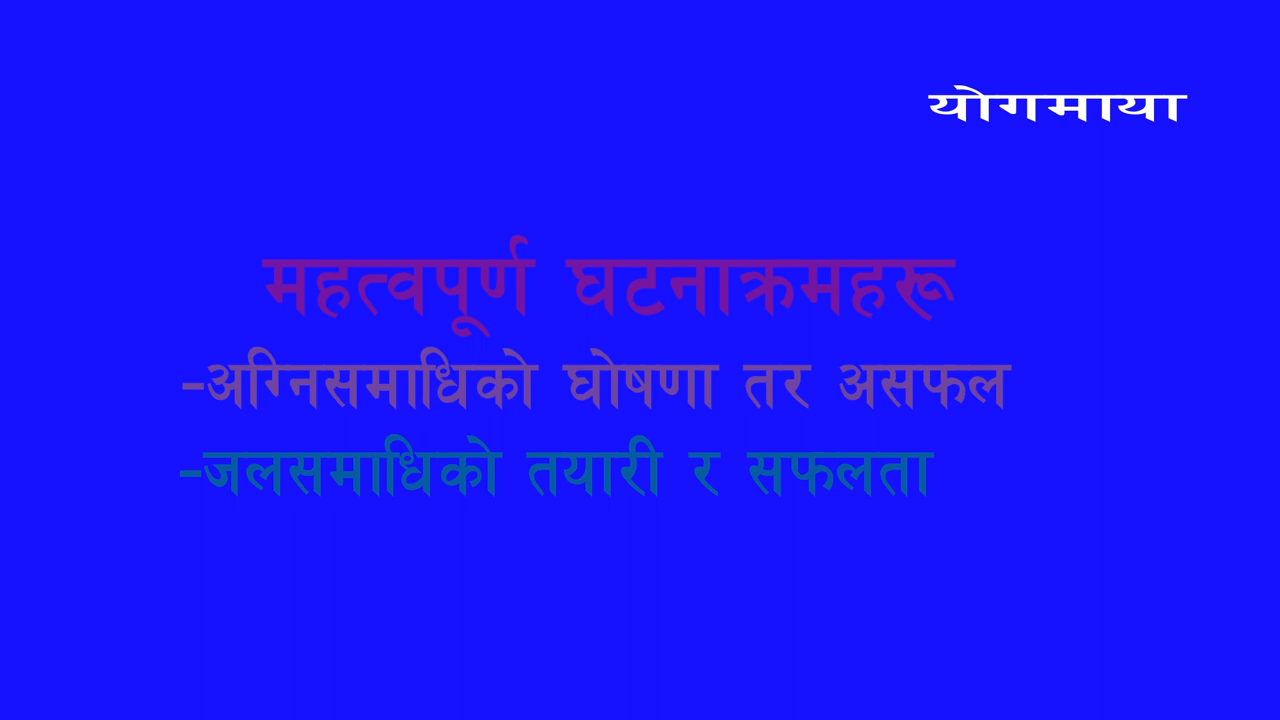 योगमाया
महत्वपूर्ण घटनाक्रमहरू
-अग्निसमाधिको घोषणा तर असफल
-जलसमाधिको तयारी र सफलता